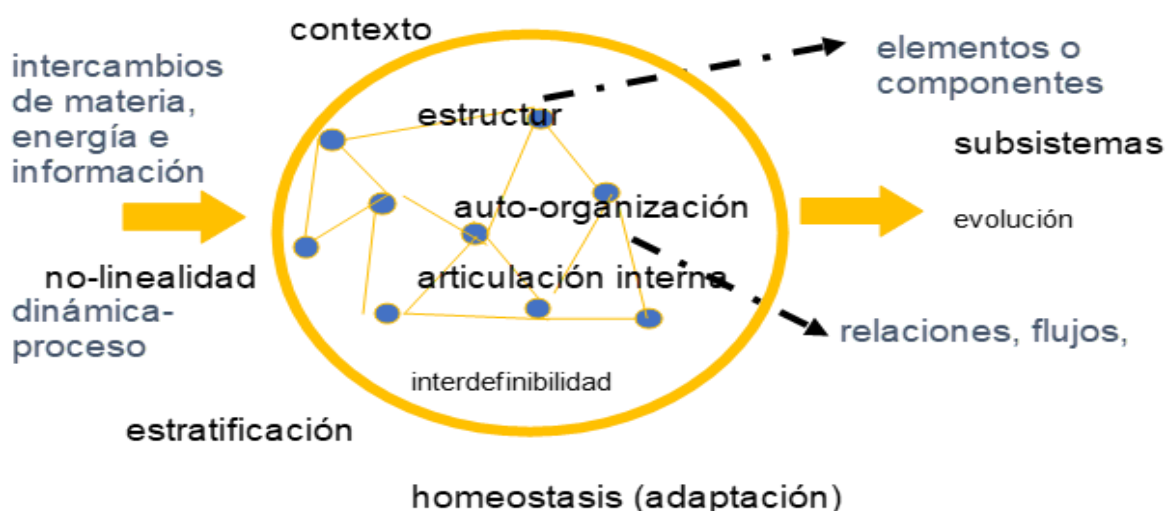 contexto
intercambios
de materia,
energía e
información
elementos o
componentes
estructur
subsistemas
auto-organización
evolución
no-linealidad
articulación interna
dinámica-
proceso
relaciones, flujos,
interdefinibilidad
estratificación
homeostasis (adaptación)